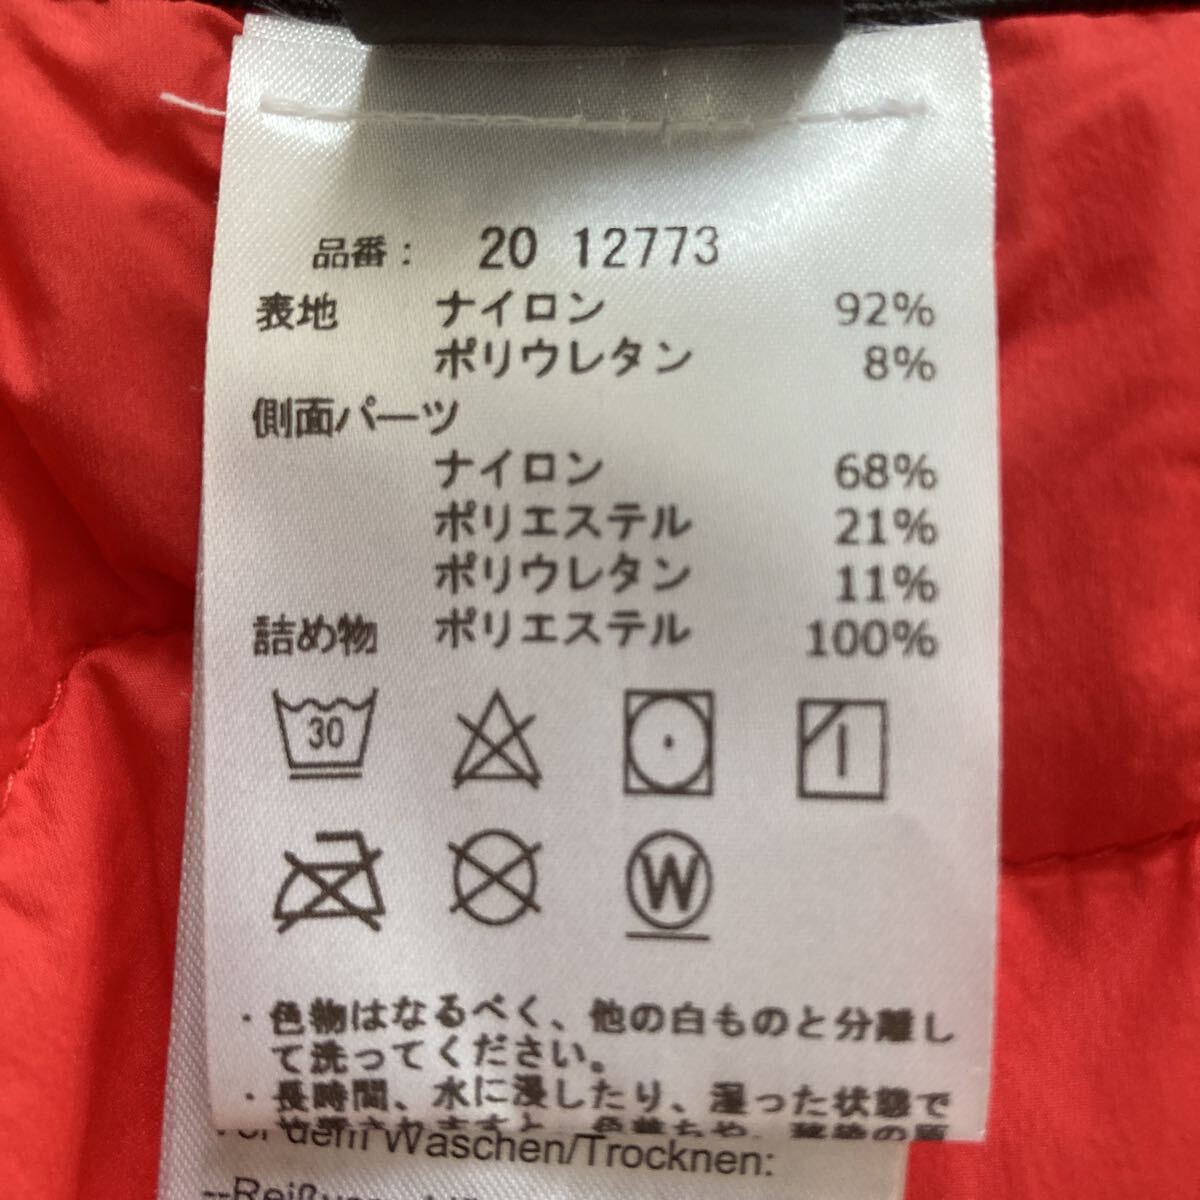 品番： 20 12773
表地 ナイロン 92%
ポリウレタン 8%
側面パーツ
ナイロン 68%
ポリエステル 21%
ポリウレタン 11%
詰め物 ポリエステル 100%
30
W
・色物はなるべく、他の白ものと分離し
て洗ってください。
・長時間、水に浸したり、湿った状態で
dem Waschen/Trocknen: